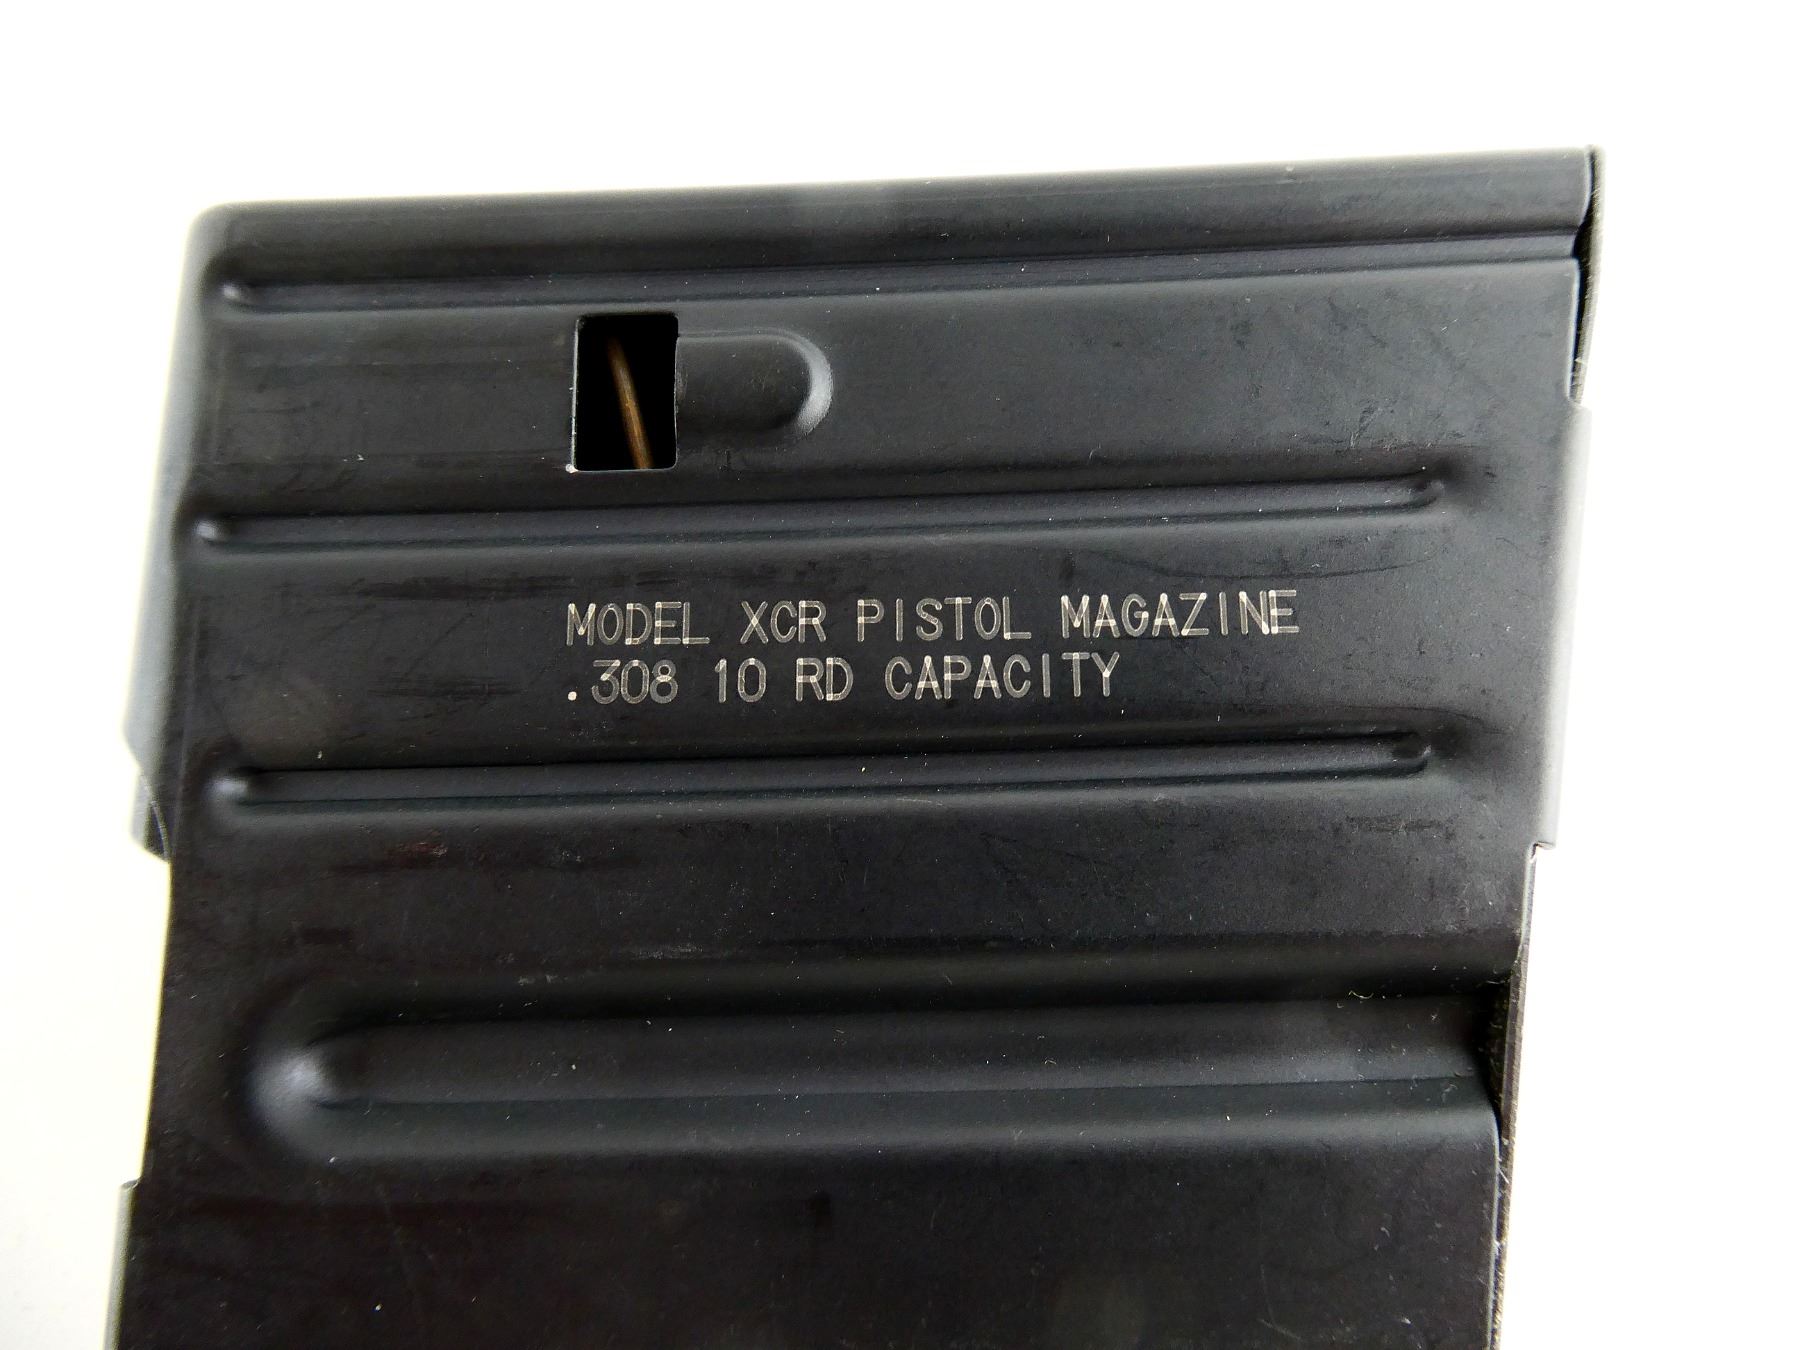 MODEL XCR PISTOL MAGAZINE
.308 10 RD CAPACITY